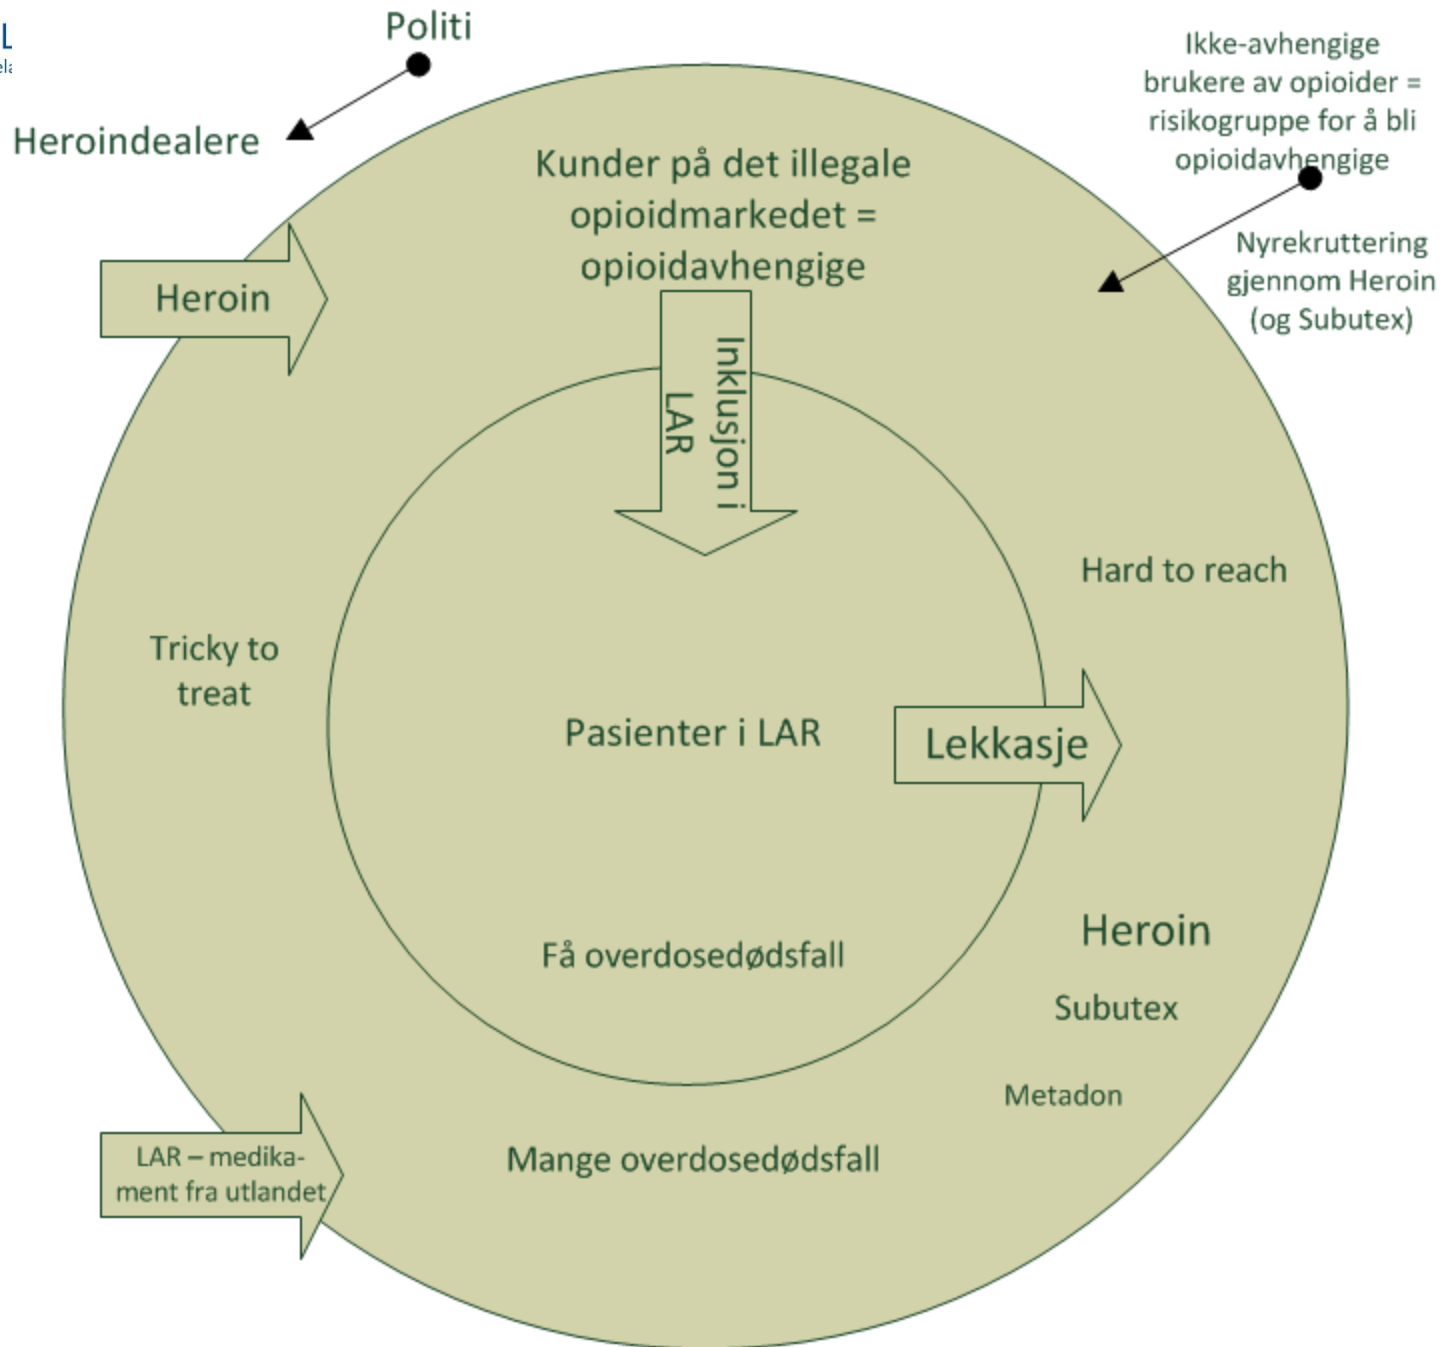 L
Politi
Heroindealere
Ikke-avhengige
brukere av opioider =
risikogruppe for å bli
opioidavhengige
Kunder på det illegale
opioidmarkedet =
opioidavhengige
Nyrekruttering
gjennom Heroin
(og Subutex)
Heroin
Inklusjon i
LAR
Hard to reach
Tricky to
treat
Pasienter i LAR
Lekkasje
Heroin
Få overdosedødsfall
Subutex
Metadon
LAR – medika-
ment fra utlandet
Mange overdosedødsfall